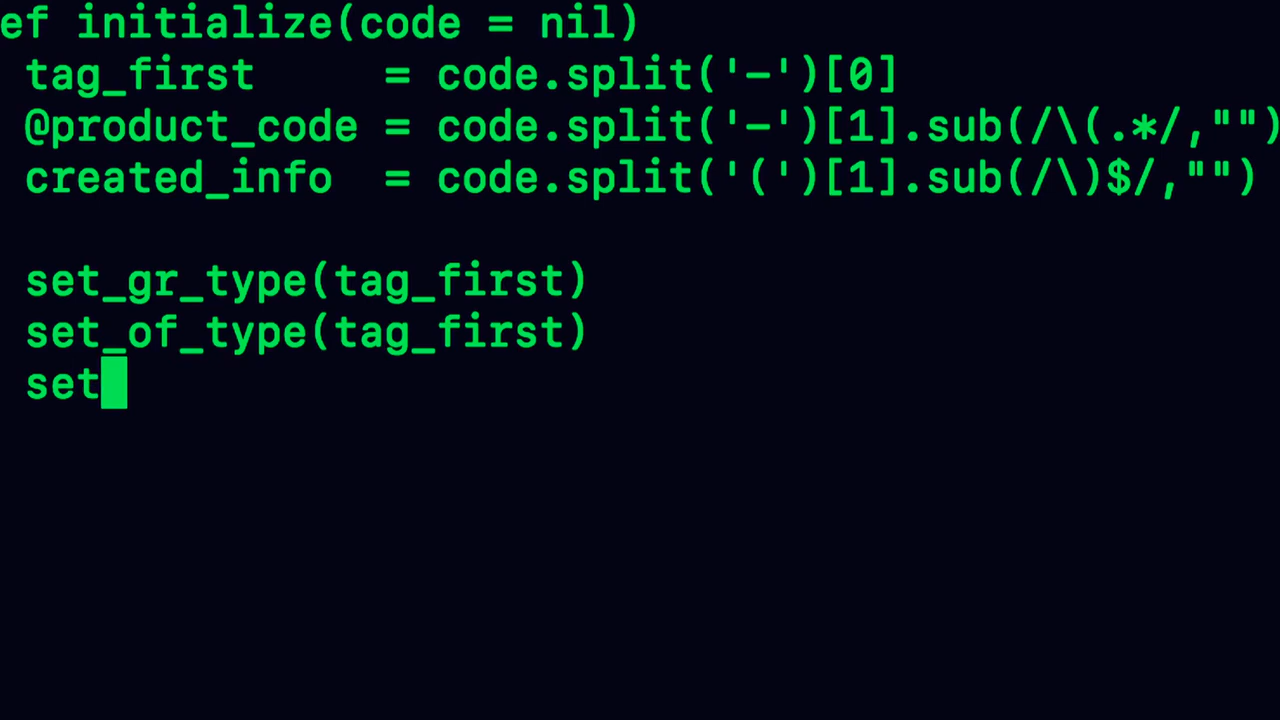 ef initialize(code = nil)
tag_first = code.split('-')[0]
@product_code = code.split('-')[1].sub(/\(.*/,"")
created_info = code.split('(')[1].sub(/\)$/,"")
set_gr_type(tag_first)
set_of_type(tag_first)
set